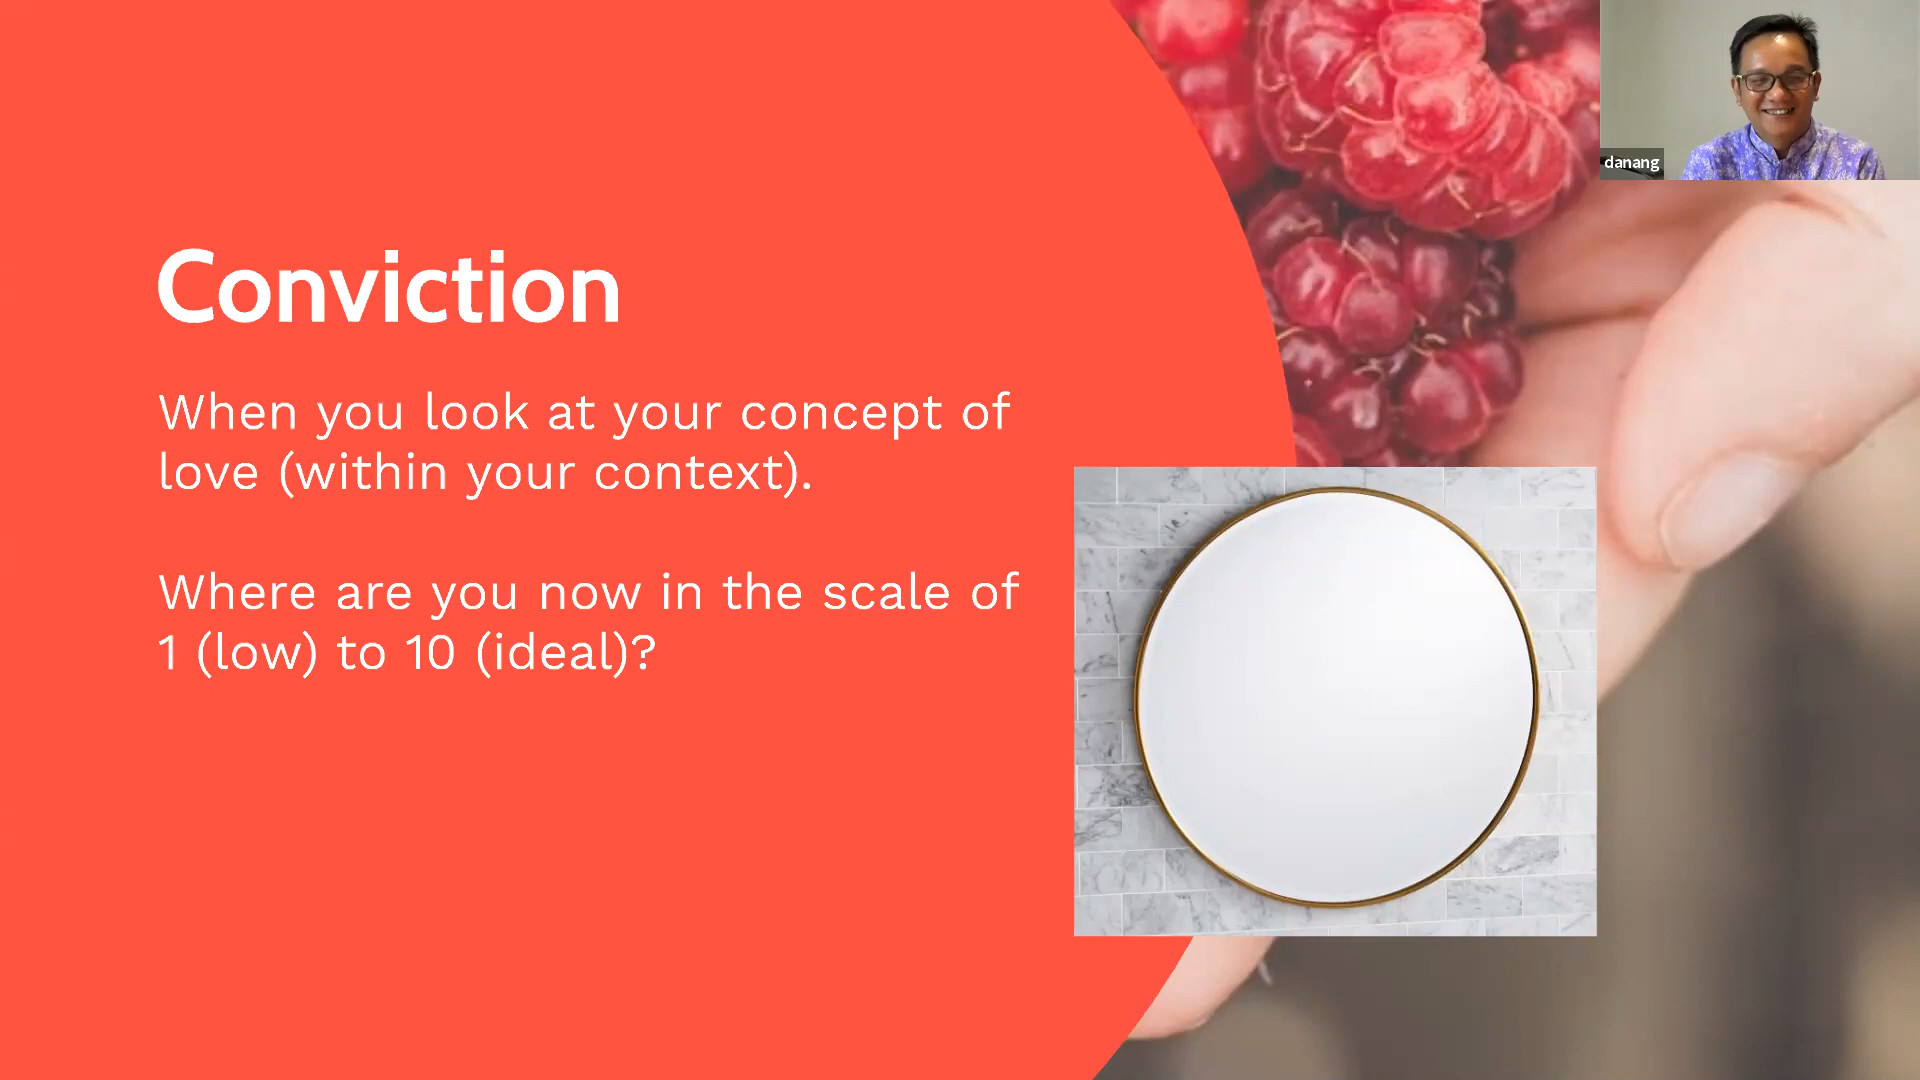 Conviction
When you look at your concept of
love (within your context).
Where are you now in the scale of
1 (low) to 10 (ideal)?
danang